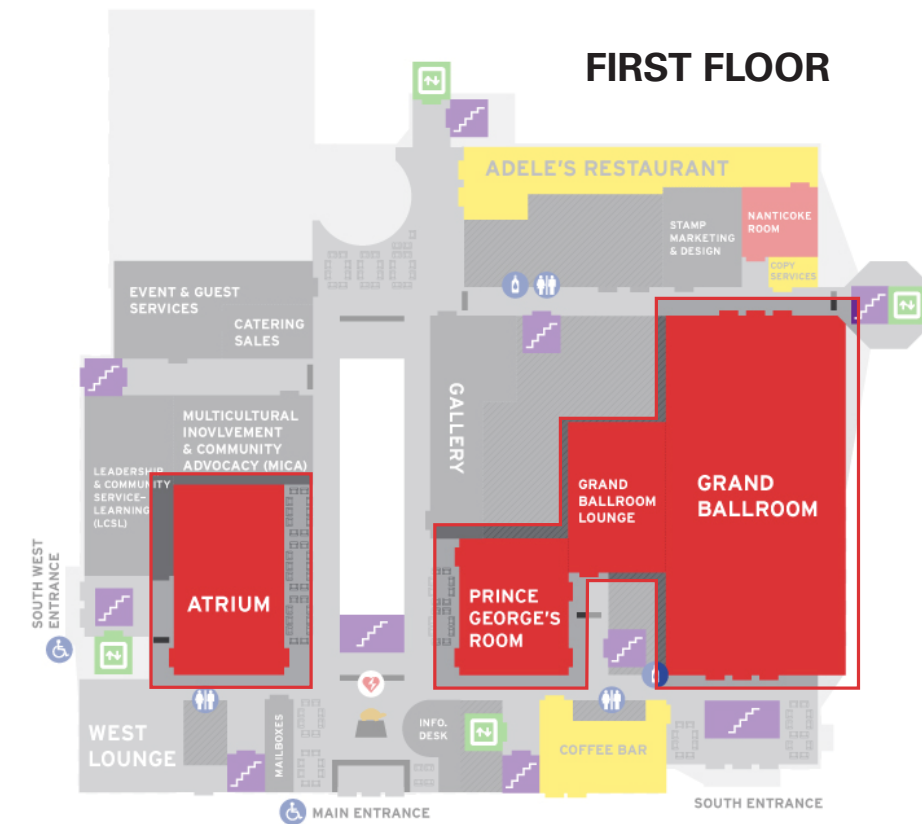 FIRST FLOOR
ADELE'S RESTAURANT
STAMP
MARKETING
& DESIGN
NANTICOKE
ROOM
COPY
SERVICES
EVENT & GUEST
SERVICES
CATERING
SALES
GALLERY
MULTICULTURAL
INOVLVEMENT
& COMMUNITY
ADVOCACY (MICA)
LEADERSHIP
& COMMUNITY
SERVICE–
LEARNING
(LCSL)
GRAND
BALLROOM
LOUNGE
GRAND
BALLROOM
SOUTH WEST
ENTRANCE
ATRIUM
PRINCE
GEORGE'S
ROOM
WEST
LOUNGE
MAILBOXES
INFO.
DESK
COFFEE BAR
MAIN ENTRANCE
SOUTH ENTRANCE